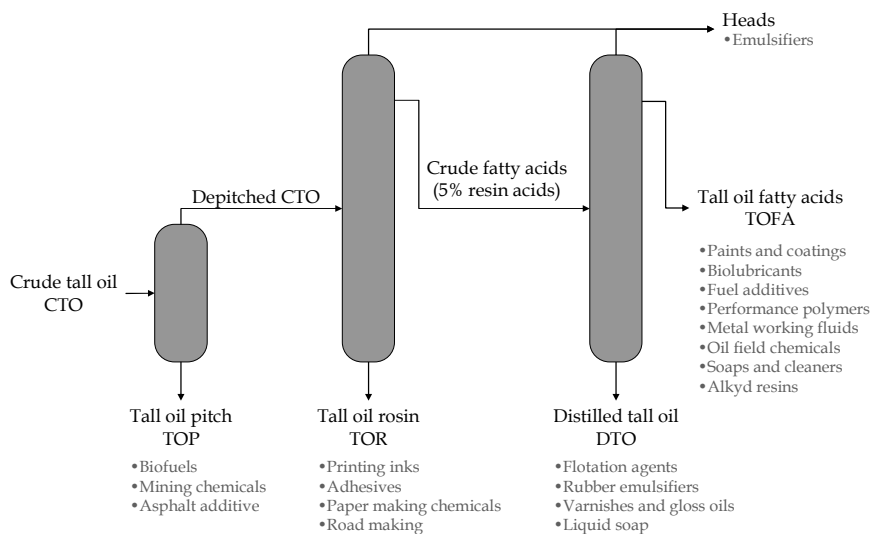 Heads
•Emulsifiers
Crude fatty acids
(5% resin acids)
Depitched CTO
Tall oil fatty acids
TOFA
•Paints and coatings
•Biolubricants
•Fuel additives
•Performance polymers
•Metal working fluids
•Oil field chemicals
•Soaps and cleaners
•Alkyd resins
Crude tall oil
CTO
Tall oil pitch
TOP
•Biofuels
•Mining chemicals
•Asphalt additive
Tall oil rosin
TOR
•Printing inks
•Adhesives
•Paper making chemicals
•Road making
Distilled tall oil
DTO
•Flotation agents
•Rubber emulsifiers
•Varnishes and gloss oils
•Liquid soap